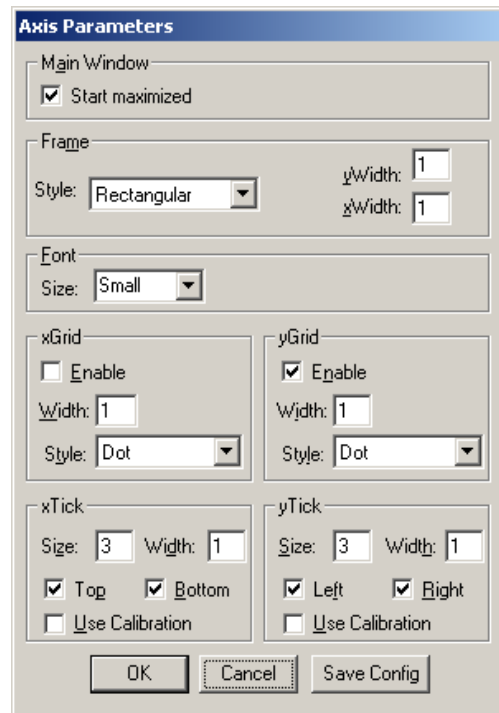 Axis Parameters
Main Window
Start maximized
Frame
Style: Rectangular
yWidth: 1
xWidth: 1
Font
Size: Small
xGrid
Enable
Width: 1
Style: Dot
yGrid
Enable
Width: 1
Style: Dot
xTick
Size: 3 Width: 1
Top Bottom
Use Calibration
yTick
Size: 3 Width: 1
Left Right
Use Calibration
OK Cancel Save Config